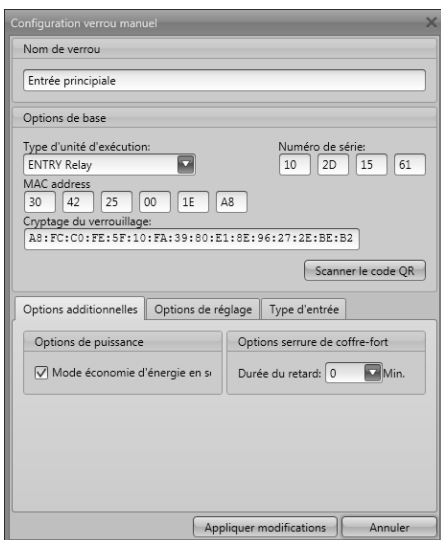 Configuration verrou manuel
Nom de verrou
Entrée principiale
Options de base
Type d'unité d'exécution: Numéro de série:
ENTRY Relay 10 2D 15 61
MAC address
30 42 25 00 1E A8
Cryptage du verrouillage:
A8:FC:C0:FE:5F:10:FA:39:80:E1:8E:96:27:2E:BE:B2
Scanner le code QR
Options additionnelles Options de réglage Type d'entrée
Options de puissance Options serrure de coffre-fort
Mode économie d'énergie en Durée du retard: 0 Min.
Appliquer modifications Annuler